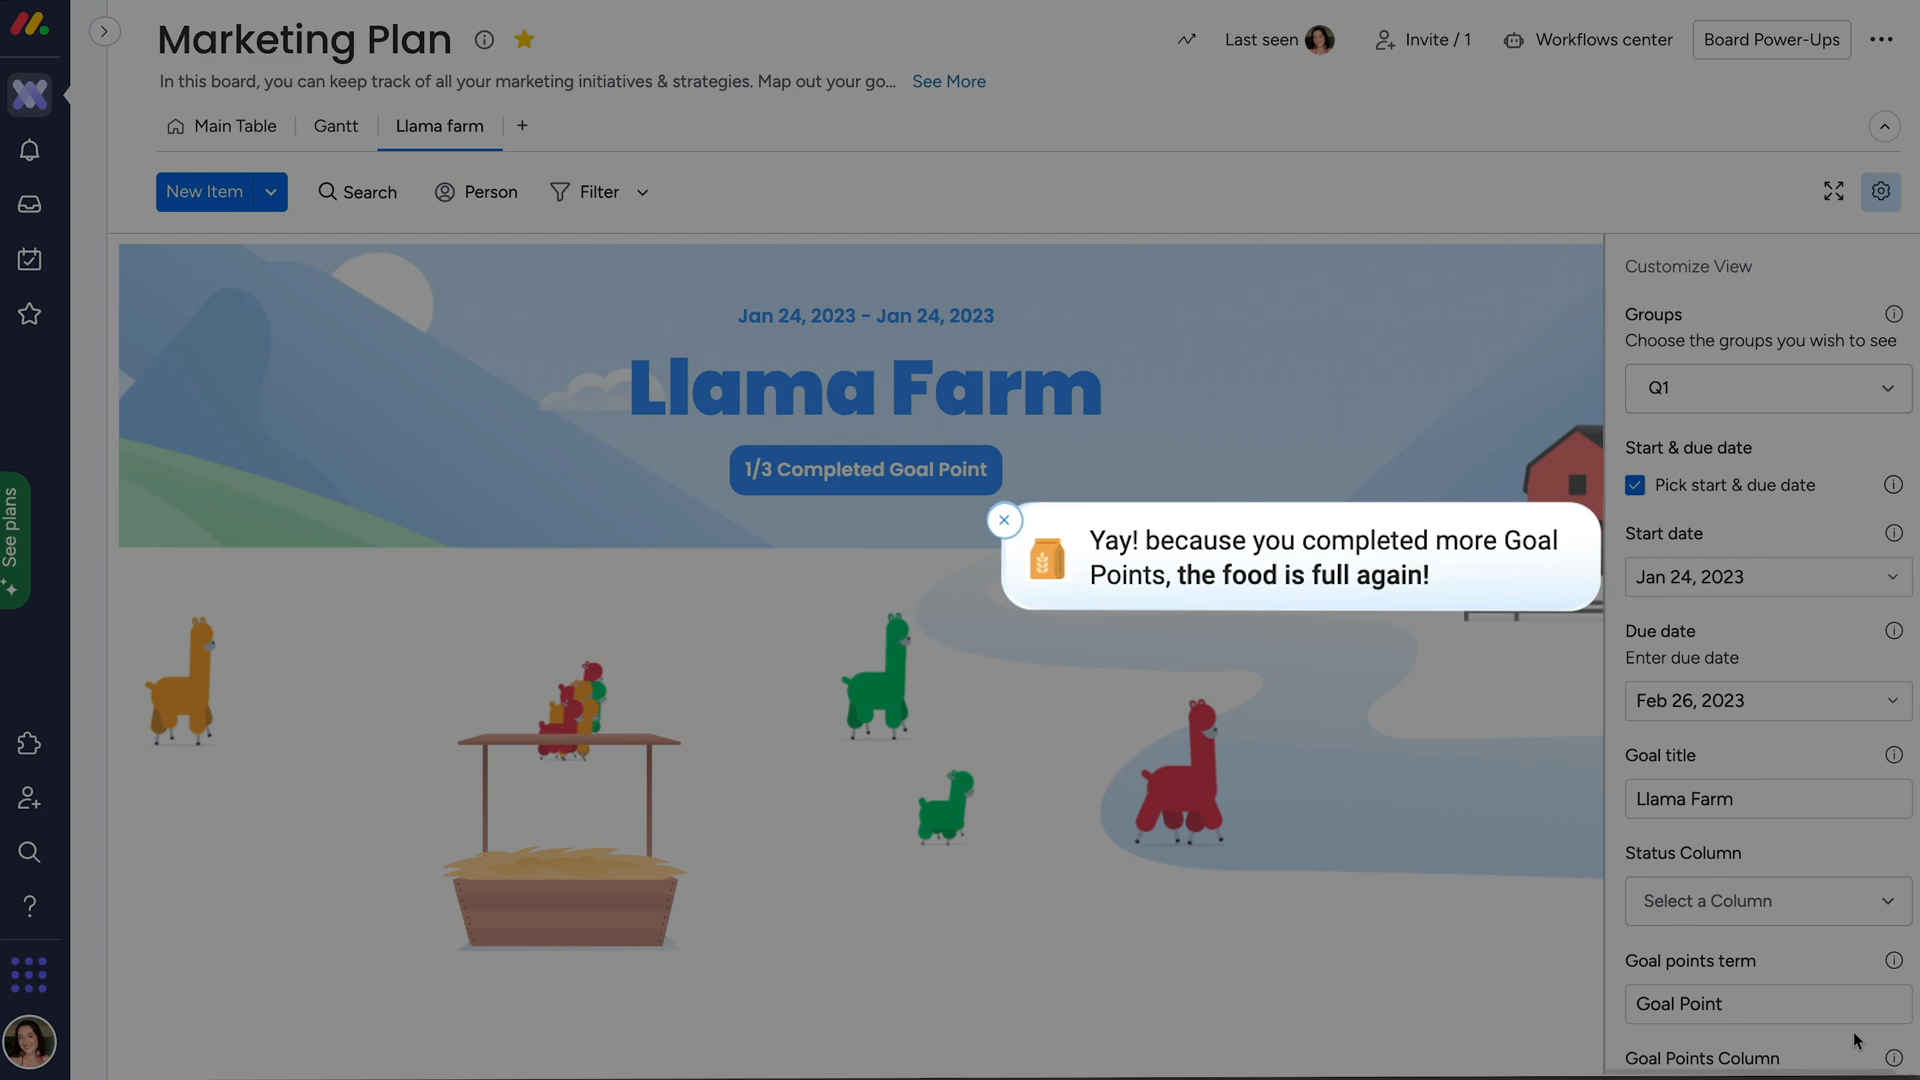 Marketing Plan
Last seen
Invite / 1
Workflows center
Board Power-Ups
In this board, you can keep track of all your marketing initiatives & strategies. Map out your go... See More
Main Table
Gantt
Llama farm
New Item
Search
Person
Filter
See plans
Jan 24, 2023 - Jan 24, 2023
Llama Farm
1/3 Completed Goal Point
Yay! because you completed more Goal
Points, the food is full again!
Customize View
Groups
Choose the groups you wish to see
Q1
Start & due date
Pick start & due date
Start date
Jan 24, 2023
Due date
Enter due date
Feb 26, 2023
Goal title
Llama Farm
Status Column
Select a Column
Goal points term
Goal Point
Goal Points Column